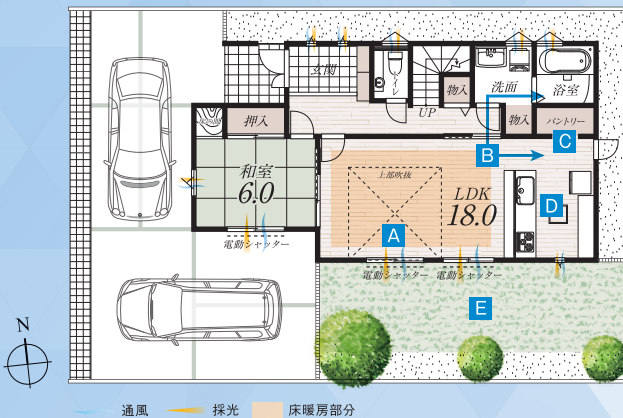 玄関
トイレ
UP
物入
洗面
浴室
押入
物入
パントリー
C
B
和室
6.0
上部吹抜
LDK
18.0
D
A
電動シャッター
電動シャッター
電動シャッター
E
N
通風
採光
床暖房部分